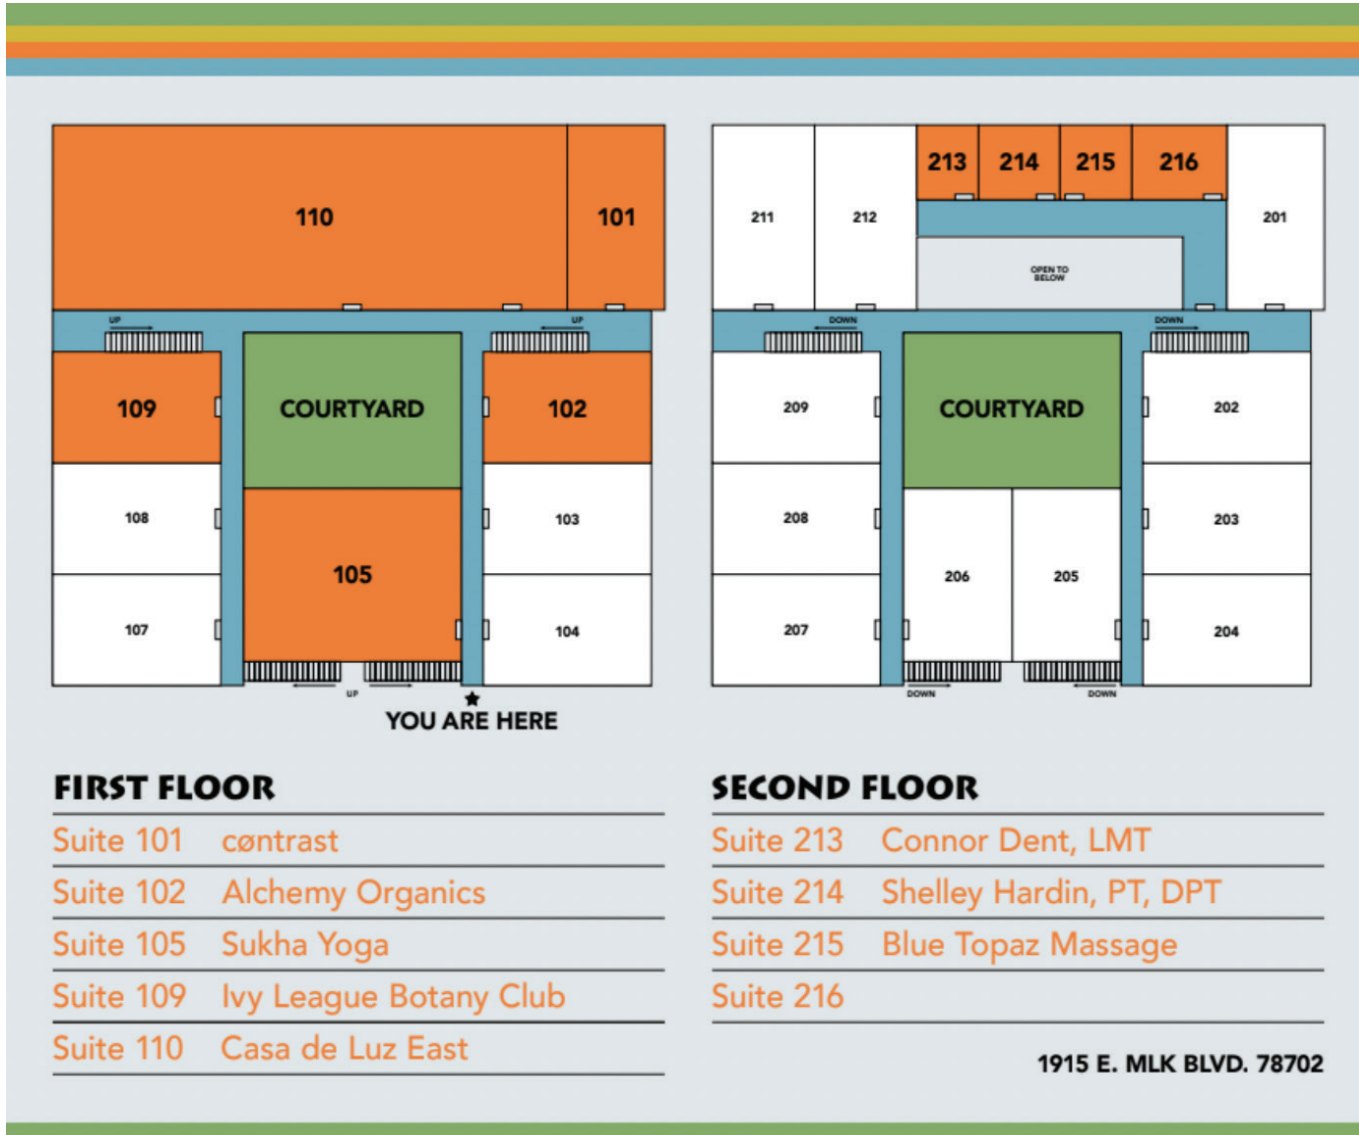 110
101
UP
UP
109
COURTYARD
102
108
103
105
107
104
UP
YOU ARE HERE
213
214
215
216
211
212
201
OPEN TO
BELOW
DOWN
DOWN
209
COURTYARD
202
208
203
206
205
207
204
DOWN
DOWN
FIRST FLOOR
Suite 101 cøntrast
Suite 102 Alchemy Organics
Suite 105 Sukha Yoga
Suite 109 Ivy League Botany Club
Suite 110 Casa de Luz East
SECOND FLOOR
Suite 213 Connor Dent, LMT
Suite 214 Shelley Hardin, PT, DPT
Suite 215 Blue Topaz Massage
Suite 216
1915 E. MLK BLVD. 78702